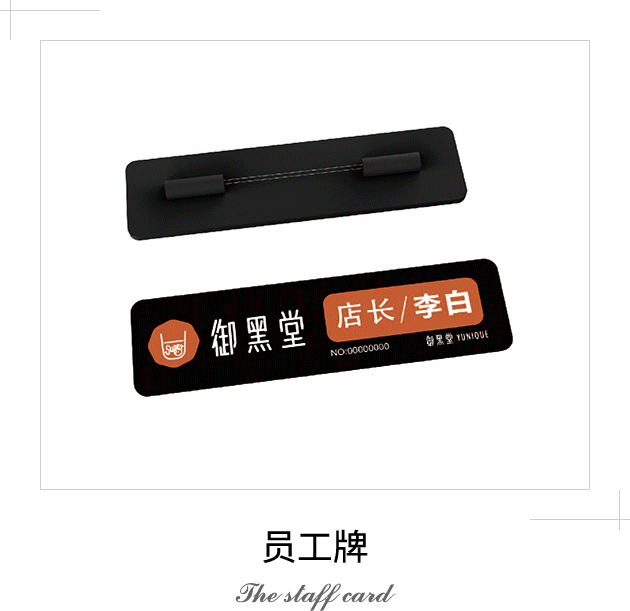 御黑堂
店长/李白
NO:00000000
御黑堂 YUNIQUE
员工牌
The staff card